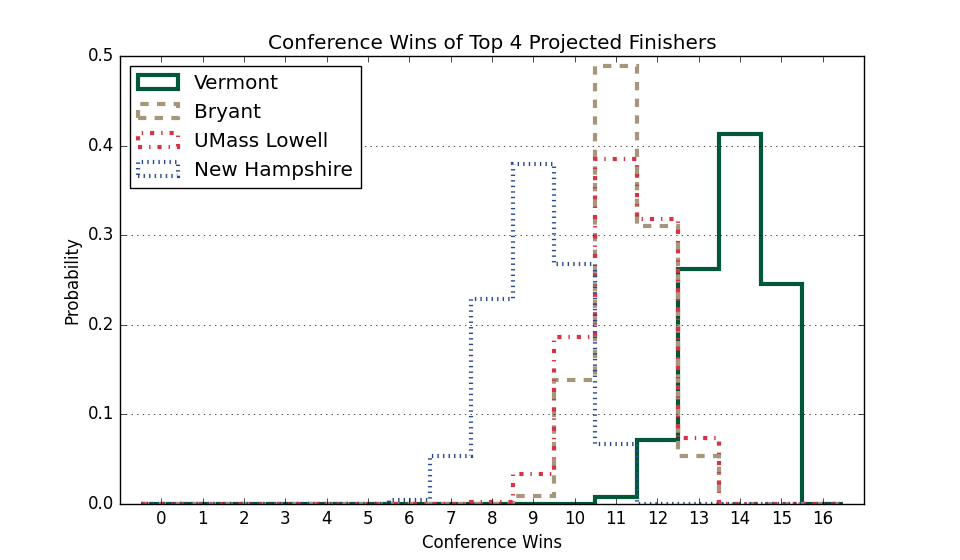 Conference Wins of Top 4 Projected Finishers
0.5
Vermont
Bryant
UMass Lowell
New Hampshire
0.4
0.3
0.2
0.1
0.0
Probability
0 1 2 3 4 5 6 7 8 9 10 11 12 13 14 15 16
Conference Wins